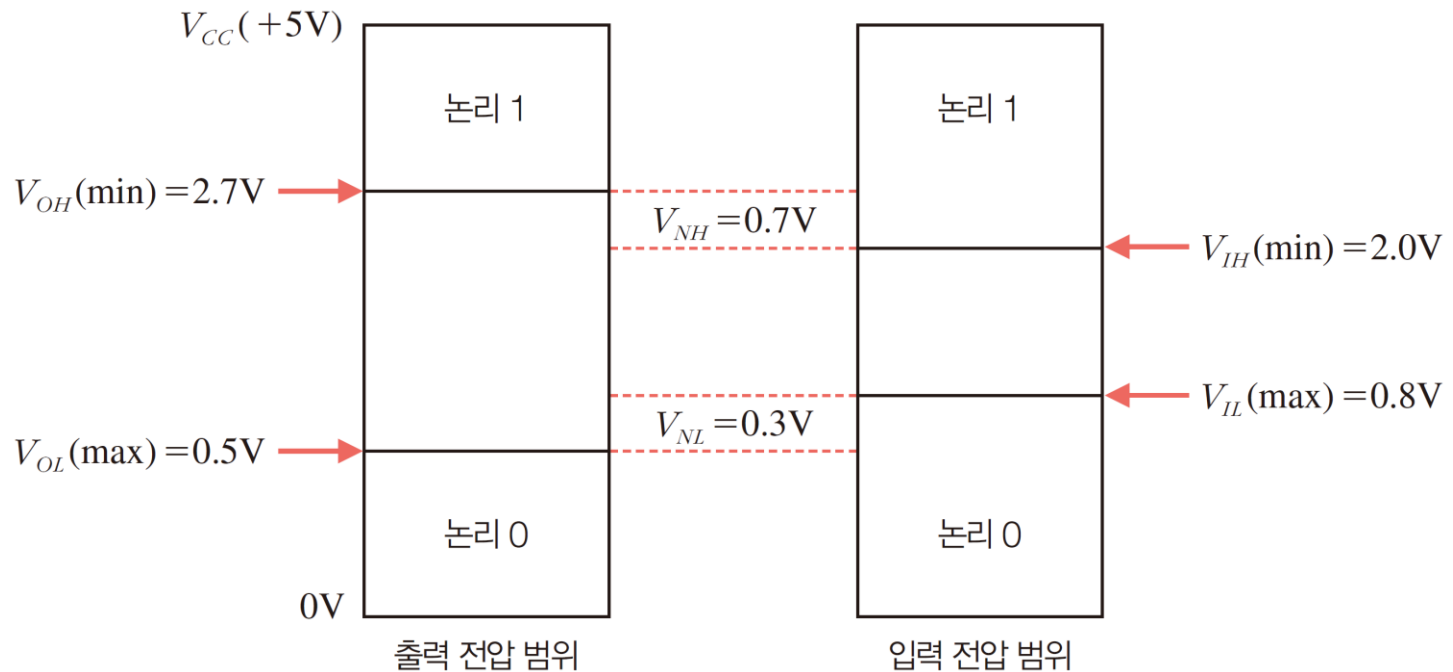 V_CC(+5V)
논리 1
논리 1
V_OH(min)=2.7V
V_NH=0.7V
V_IH(min)=2.0V
V_IL(max)=0.8V
V_NL=0.3V
V_OL(max)=0.5V
논리 0
논리 0
0V
출력 전압 범위
입력 전압 범위